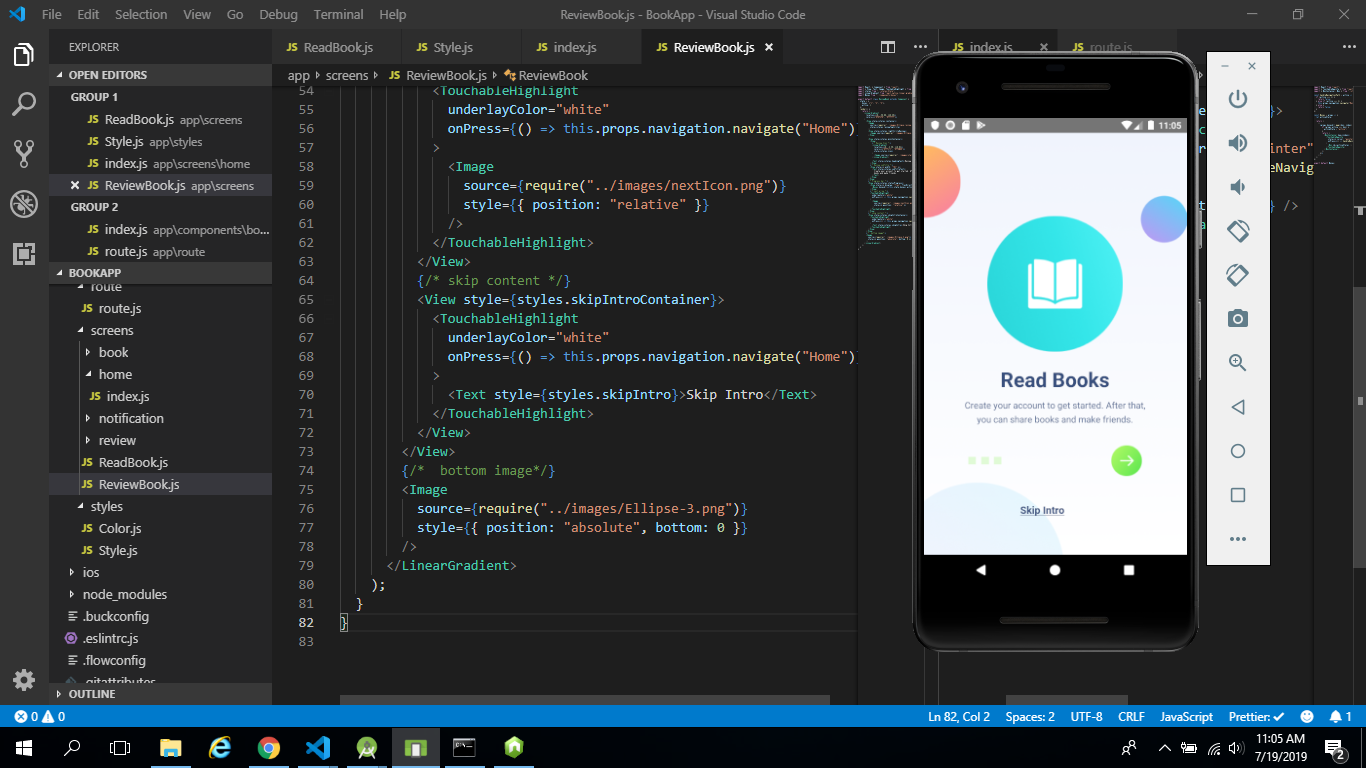 File Edit Selection View Go Debug Terminal Help ReviewBook.js - BookApp - Visual Studio Code
EXPLORER
OPEN EDITORS
GROUP 1
JS ReadBook.js app\screens
JS Style.js app\styles
JS index.js app\screens\home
JS ReviewBook.js app\screens
GROUP 2
JS index.js app\components\bo...
JS route.js app\route
BOOKAPP
route
JS route.js
screens
book
home
JS index.js
notification
review
JS ReadBook.js
JS ReviewBook.js
styles
JS Color.js
JS Style.js
ios
node_modules
.buckconfig
.eslintrc.js
.flowconfig
.gitattributes
OUTLINE
JS ReadBook.js JS Style.js JS index.js JS ReviewBook.js
app › screens › JS ReviewBook.js › ReviewBook
54 <TouchableHighlight
55 underlayColor="white"
56 onPress={() => this.props.navigation.navigate("Home")
57 >
58 <Image
59 source={require("../images/nextIcon.png")}
60 style={{ position: "relative" }}
61 />
62 </TouchableHighlight>
63 </View>
64 {/* skip content */}
65 <View style={styles.skipIntroContainer}>
66 <TouchableHighlight
67 underlayColor="white"
68 onPress={() => this.props.navigation.navigate("Home")
69 >
70 <Text style={styles.skipIntro}>Skip Intro</Text>
71 </TouchableHighlight>
72 </View>
73 </View>
74 {/*  bottom image*/}
75 <Image
76 source={require("../images/Ellipse-3.png")}
77 style={{ position: "absolute", bottom: 0 }}
78 />
79 </LinearGradient>
80 );
81 }
82 }
83
JS index.js JS route.js
}>
inter"
eNavig
} />
11:05
Read Books
Create your account to get started. After that,
you can share books and make friends.
Skip Intro
0 0 Ln 82, Col 2 Spaces: 2 UTF-8 CRLF JavaScript Prettier: ✓ 1
11:05 AM
7/19/2019
2